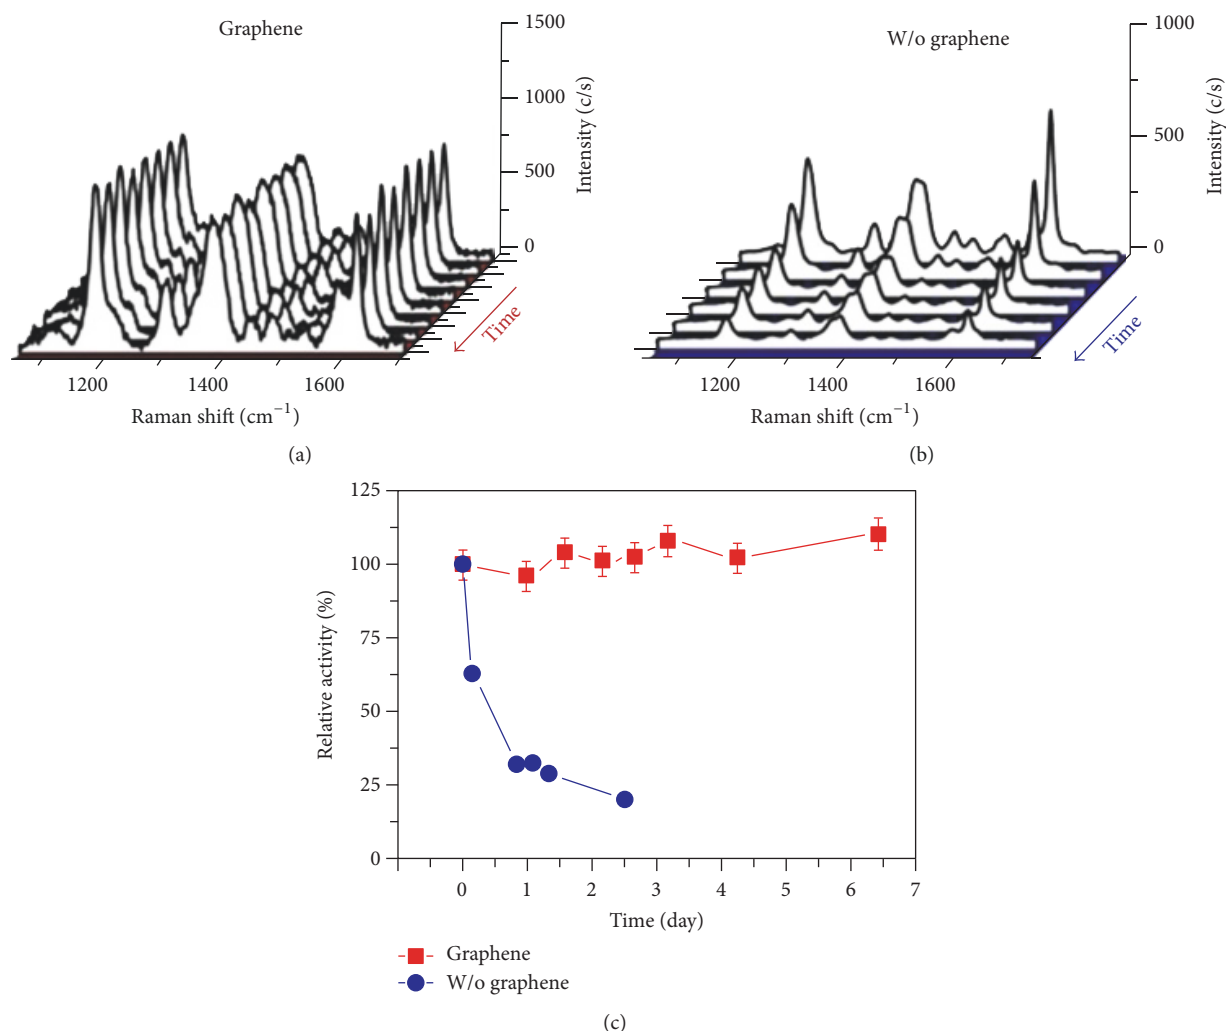 Graphene
1500
1000
500
0
Intensity (c/s)
Time
1200
1400
1600
Raman shift (cm⁻¹)
(a)
W/o graphene
1000
500
0
Intensity (c/s)
Time
1200
1400
1600
Raman shift (cm⁻¹)
(b)
125
100
75
50
25
0
Relative activity (%)
0 1 2 3 4 5 6 7
Time (day)
Graphene
W/o graphene
(c)